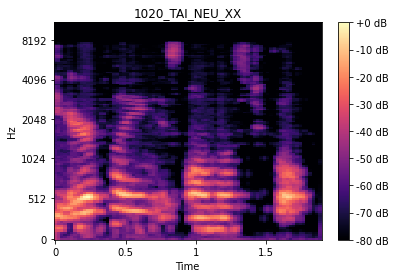 1020_TAI_NEU_XX
8192
4096
2048
1024
512
0
Hz
0
0.5
1
1.5
Time
+0 dB
-10 dB
-20 dB
-30 dB
-40 dB
-50 dB
-60 dB
-70 dB
-80 dB